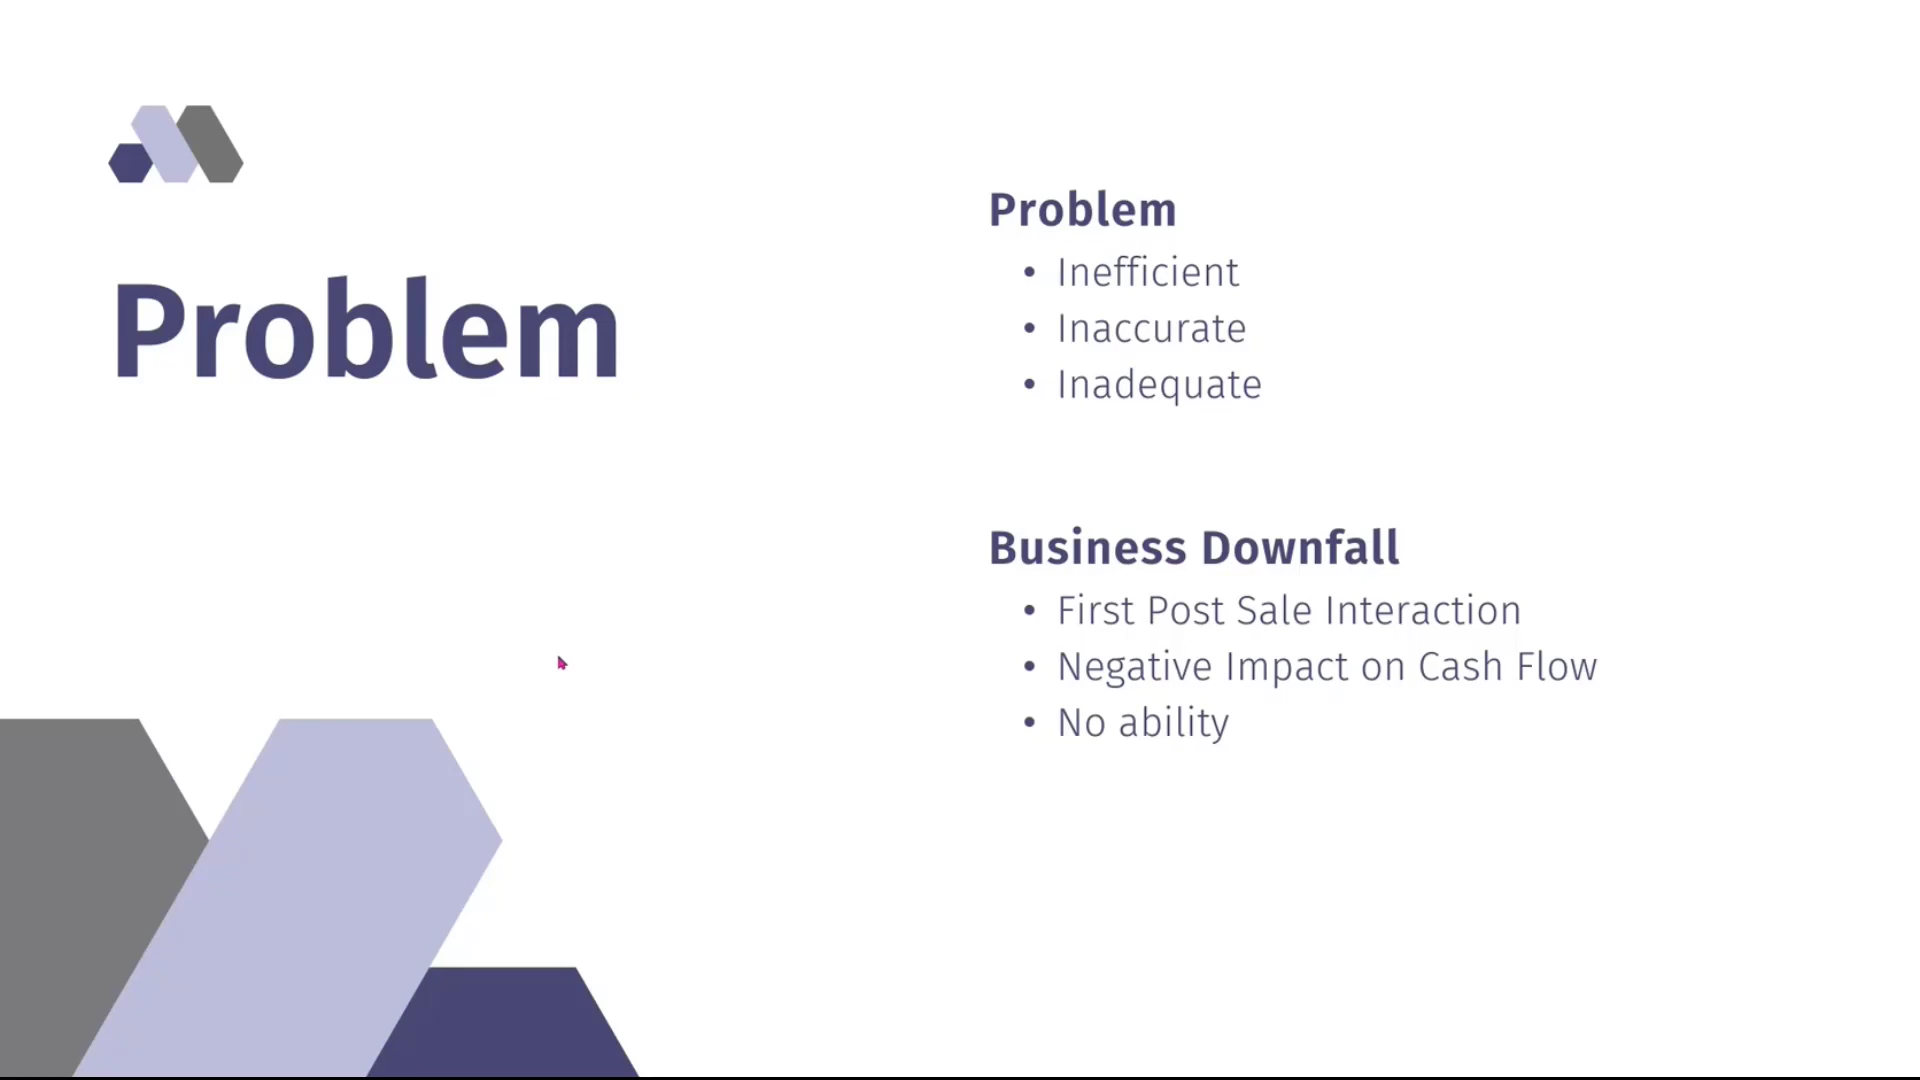 Problem
Problem
• Inefficient
• Inaccurate
• Inadequate
Business Downfall
• First Post Sale Interaction
• Negative Impact on Cash Flow
• No ability